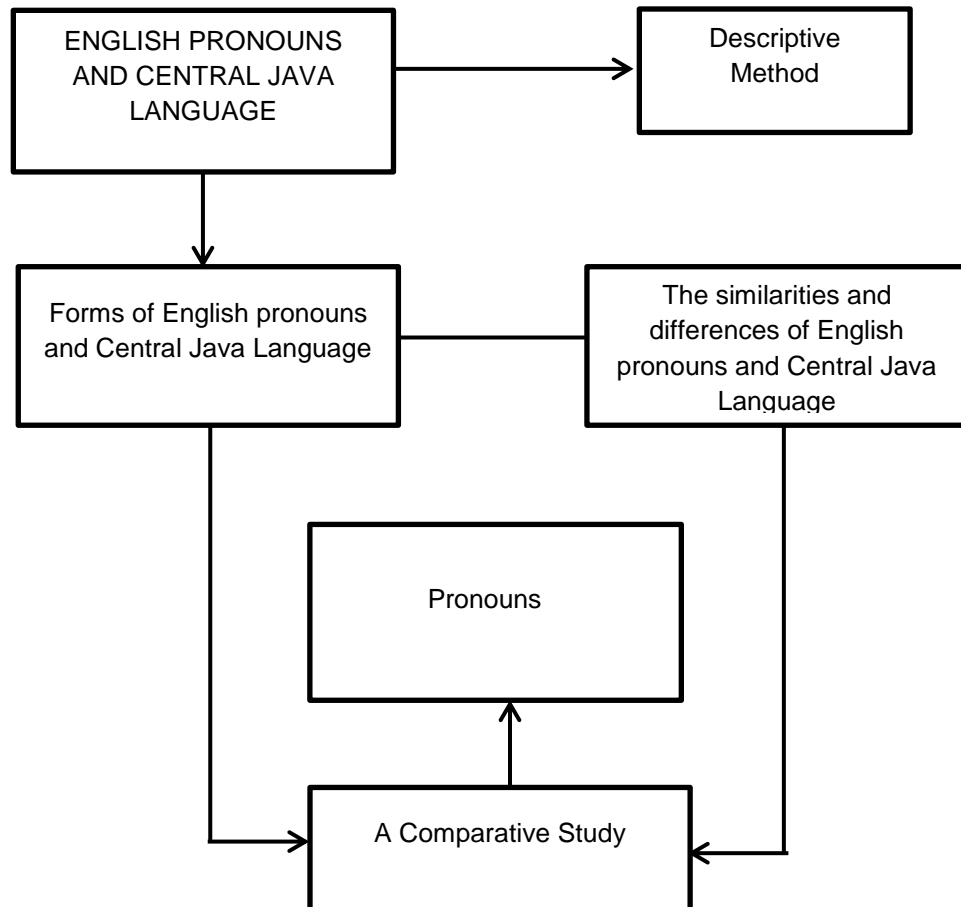 ENGLISH PRONOUNS
AND CENTRAL JAVA
LANGUAGE
Descriptive
Method
Forms of English pronouns
and Central Java Language
The similarities and
differences of English
pronouns and Central Java
Language
Pronouns
A Comparative Study